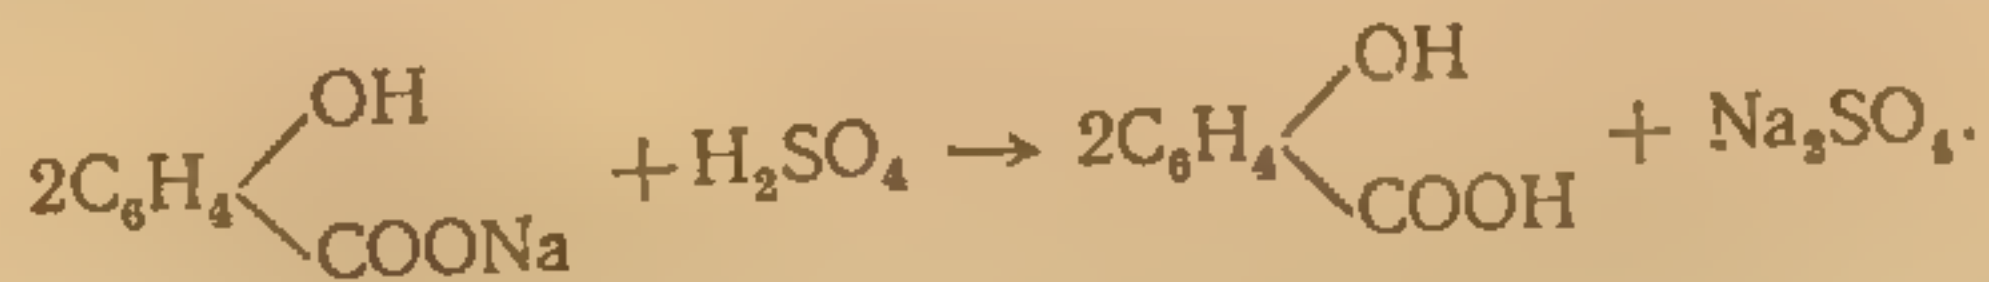 2C₆H₄(OH)(COONa) + H₂SO₄ → 2C₆H₄(OH)(COOH) + Na₂SO₄.